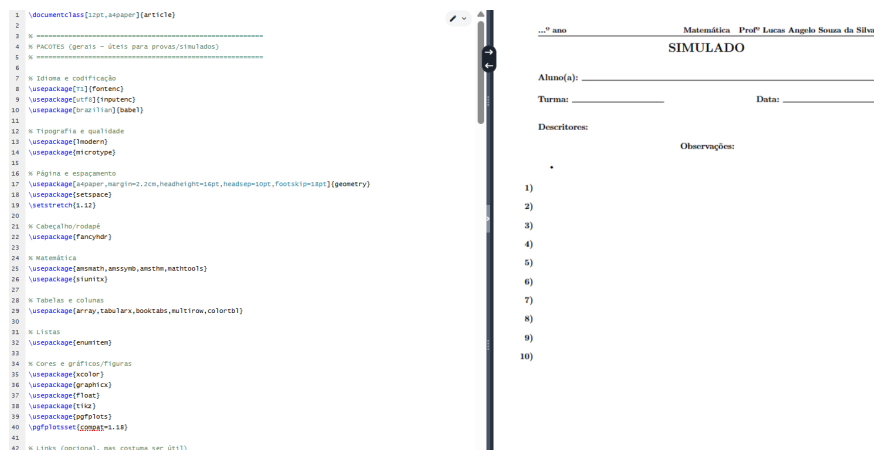 1 \documentclass[12pt,a4paper]{article}
2
3 % ========================================================
4 % PACOTES (gerais — úteis para provas/simulados)
5 % ========================================================
6
7 % Idioma e codificação
8 \usepackage[T1]{fontenc}
9 \usepackage[utf8]{inputenc}
10 \usepackage[brazilian]{babel}
11
12 % Tipografia e qualidade
13 \usepackage{lmodern}
14 \usepackage{microtype}
15
16 % Página e espaçamento
17 \usepackage[a4paper,margin=2.2cm,headheight=16pt,headsep=10pt,footskip=18pt]{geometry}
18 \usepackage{setspace}
19 \setstretch{1.12}
20
21 % Cabeçalho/rodapé
22 \usepackage{fancyhdr}
23
24 % Matemática
25 \usepackage{amsmath,amssymb,amsthm,mathtools}
26 \usepackage{siunitx}
27
28 % Tabelas e colunas
29 \usepackage{array,tabularx,booktabs,multirow,colortbl}
30
31 % Listas
32 \usepackage{enumitem}
33
34 % Cores e gráficos/figuras
35 \usepackage{xcolor}
36 \usepackage{graphicx}
37 \usepackage{float}
38 \usepackage{tikz}
39 \usepackage{pgfplots}
40 \pgfplotsset{compat=1.18}
41
42 % Links (opcional, mas costuma ser útil)
...º ano Matemática Profº Lucas Angelo Souza da Silva
SIMULADO
Aluno(a):
Turma: Data:
Descritores:
Observações:
•
1)
2)
3)
4)
5)
6)
7)
8)
9)
10)